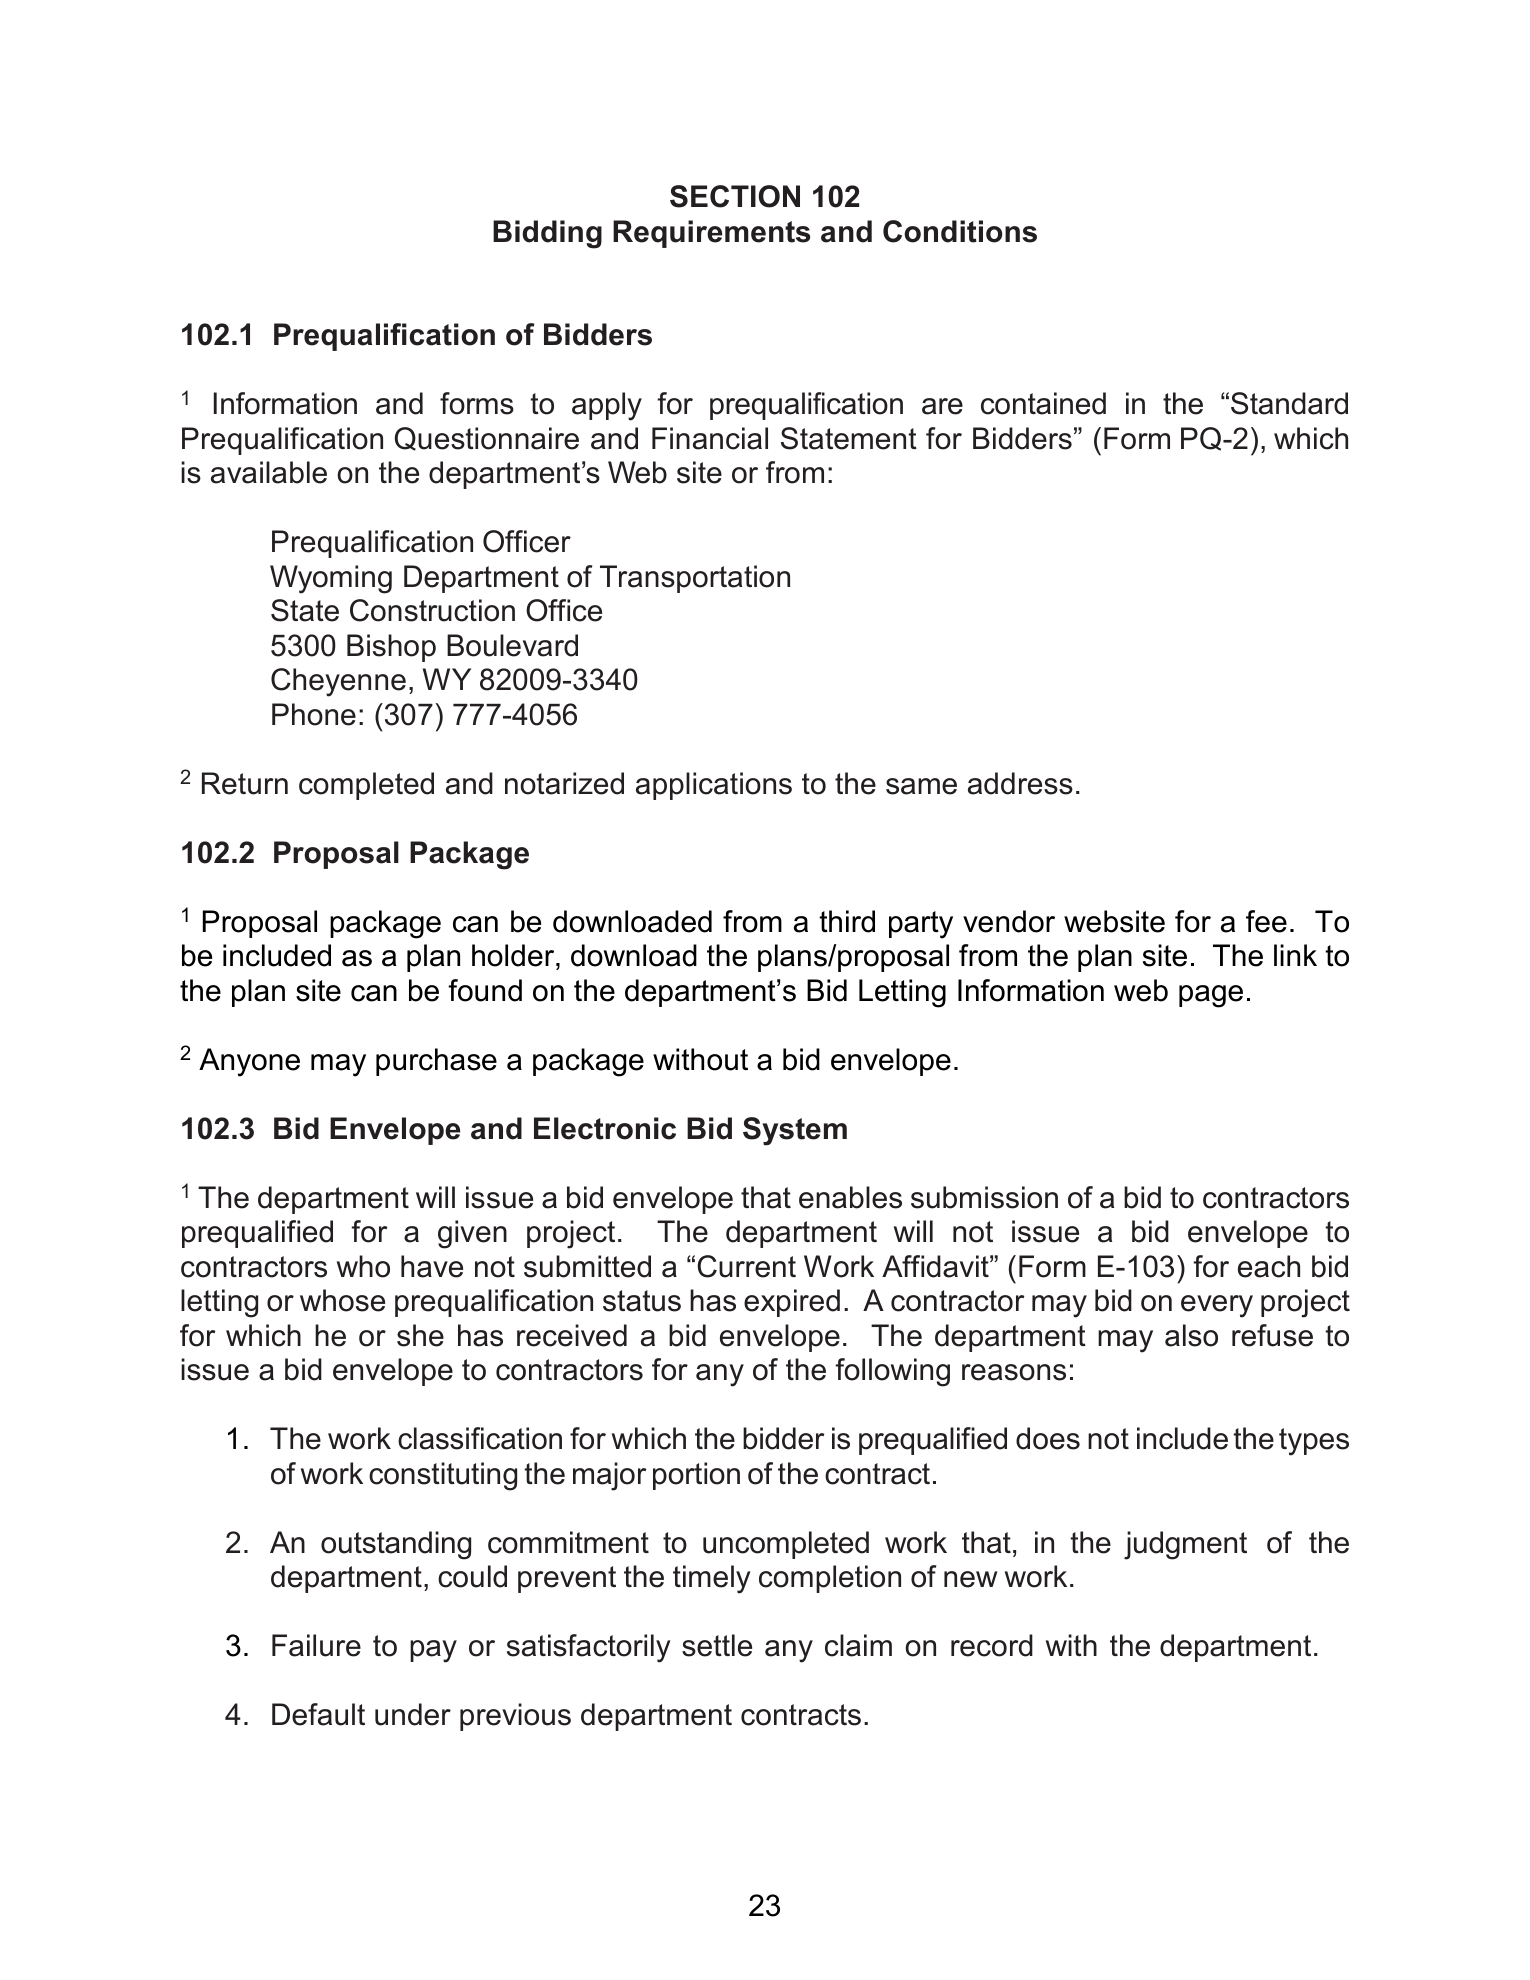 SECTION 102
Bidding Requirements and Conditions
102.1 Prequalification of Bidders
1 Information and forms to apply for prequalification are contained in the “Standard
Prequalification Questionnaire and Financial Statement for Bidders” (Form PQ-2), which
is available on the department’s Web site or from:
Prequalification Officer
Wyoming Department of Transportation
State Construction Office
5300 Bishop Boulevard
Cheyenne, WY 82009-3340
Phone: (307) 777-4056
2 Return completed and notarized applications to the same address.
102.2 Proposal Package
1 Proposal package can be downloaded from a third party vendor website for a fee. To
be included as a plan holder, download the plans/proposal from the plan site. The link to
the plan site can be found on the department’s Bid Letting Information web page.
2 Anyone may purchase a package without a bid envelope.
102.3 Bid Envelope and Electronic Bid System
1 The department will issue a bid envelope that enables submission of a bid to contractors
prequalified for a given project. The department will not issue a bid envelope to
contractors who have not submitted a “Current Work Affidavit” (Form E-103) for each bid
letting or whose prequalification status has expired. A contractor may bid on every project
for which he or she has received a bid envelope. The department may also refuse to
issue a bid envelope to contractors for any of the following reasons:
1. The work classification for which the bidder is prequalified does not include the types
of work constituting the major portion of the contract.
2. An outstanding commitment to uncompleted work that, in the judgment of the
department, could prevent the timely completion of new work.
3. Failure to pay or satisfactorily settle any claim on record with the department.
4. Default under previous department contracts.
23